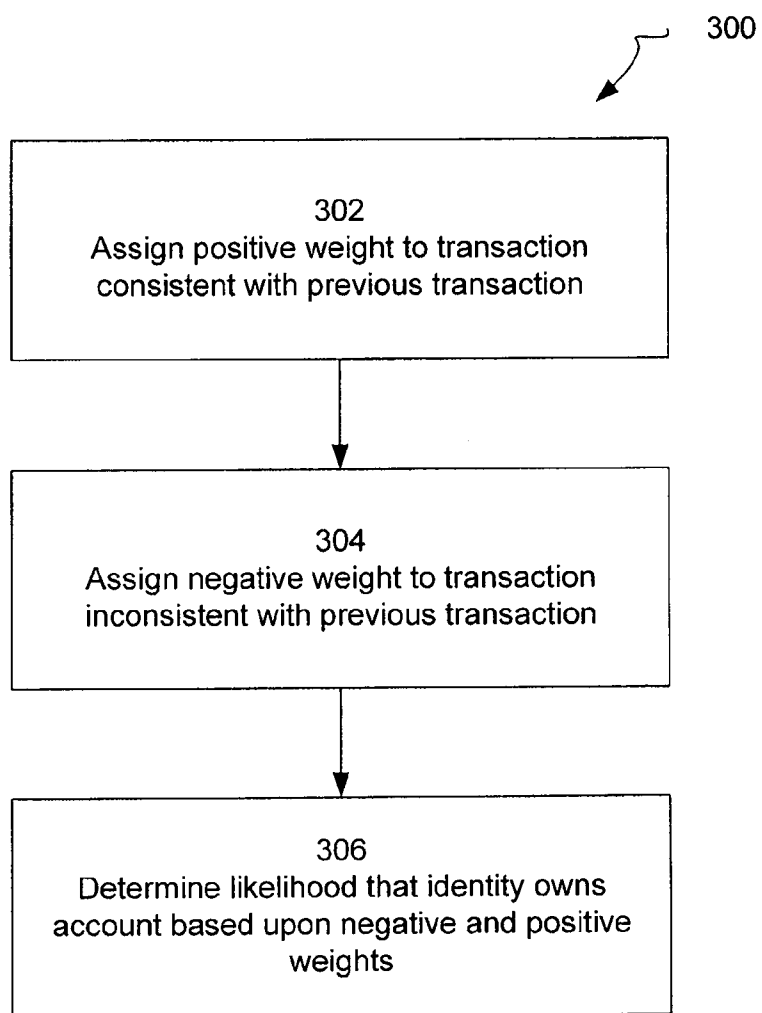 300
302
Assign positive weight to transaction
consistent with previous transaction
304
Assign negative weight to transaction
inconsistent with previous transaction
306
Determine likelihood that identity owns
account based upon negative and positive
weights